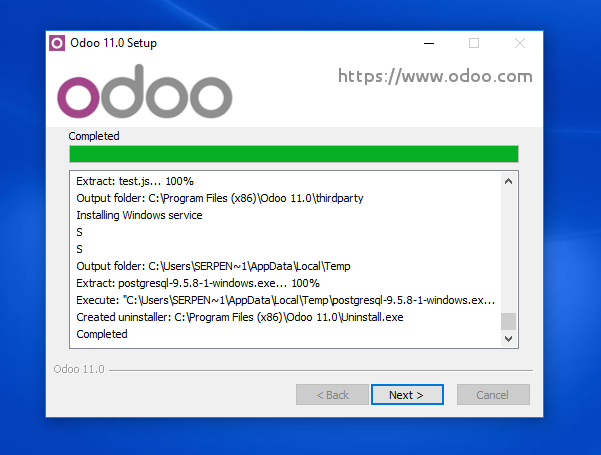 Odoo 11.0 Setup
odoo
https://www.odoo.com
Completed
Extract: test.js... 100%
Output folder: C:\Program Files (x86)\Odoo 11.0\thirdparty
Installing Windows service
S
S
Output folder: C:\Users\SERPEN~1\AppData\Local\Temp
Extract: postgresql-9.5.8-1-windows.exe... 100%
Execute: "C:\Users\SERPEN~1\AppData\Local\Temp\postgresql-9.5.8-1-windows.ex...
Created uninstaller: C:\Program Files (x86)\Odoo 11.0\Uninstall.exe
Completed
Odoo 11.0
< Back
Next >
Cancel